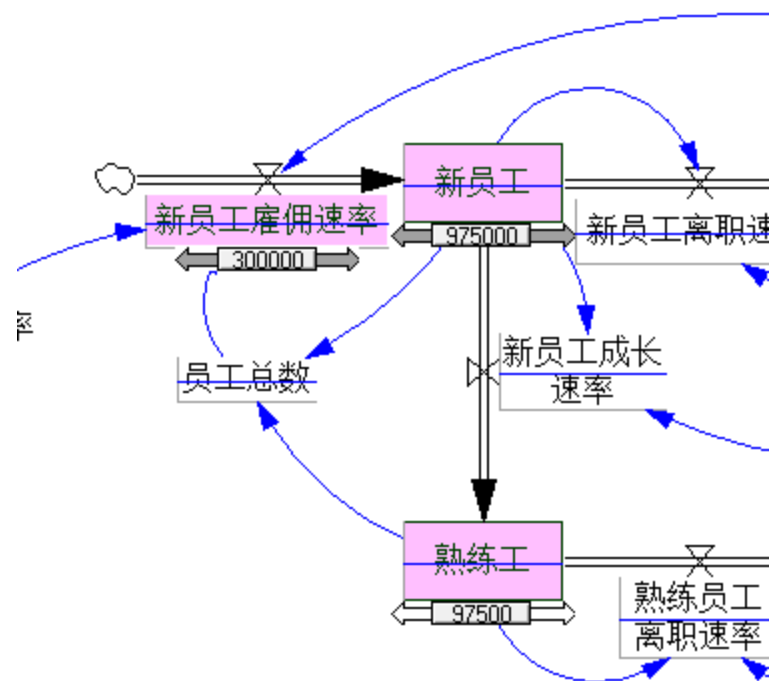 新员工
新员工雇佣速率
975000
新员工离职速
300000
率
新员工成长
速率
员工总数
熟练工
97500
熟练员工
离职速率